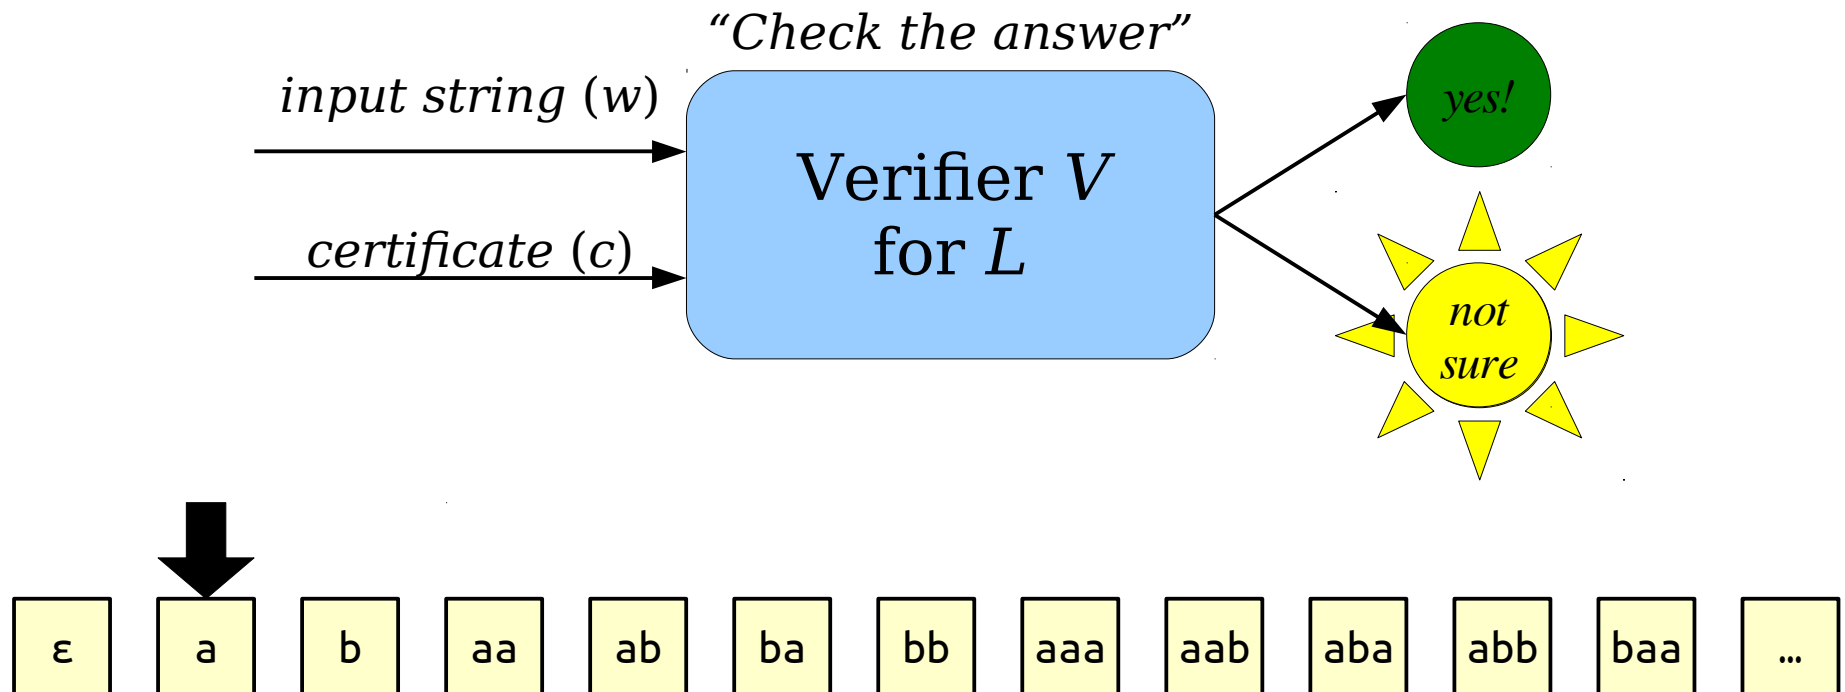 “Check the answer”
input string (w)
certificate (c)
Verifier V
for L
yes!
not
sure
ε a b aa ab ba bb aaa aab aba abb baa …